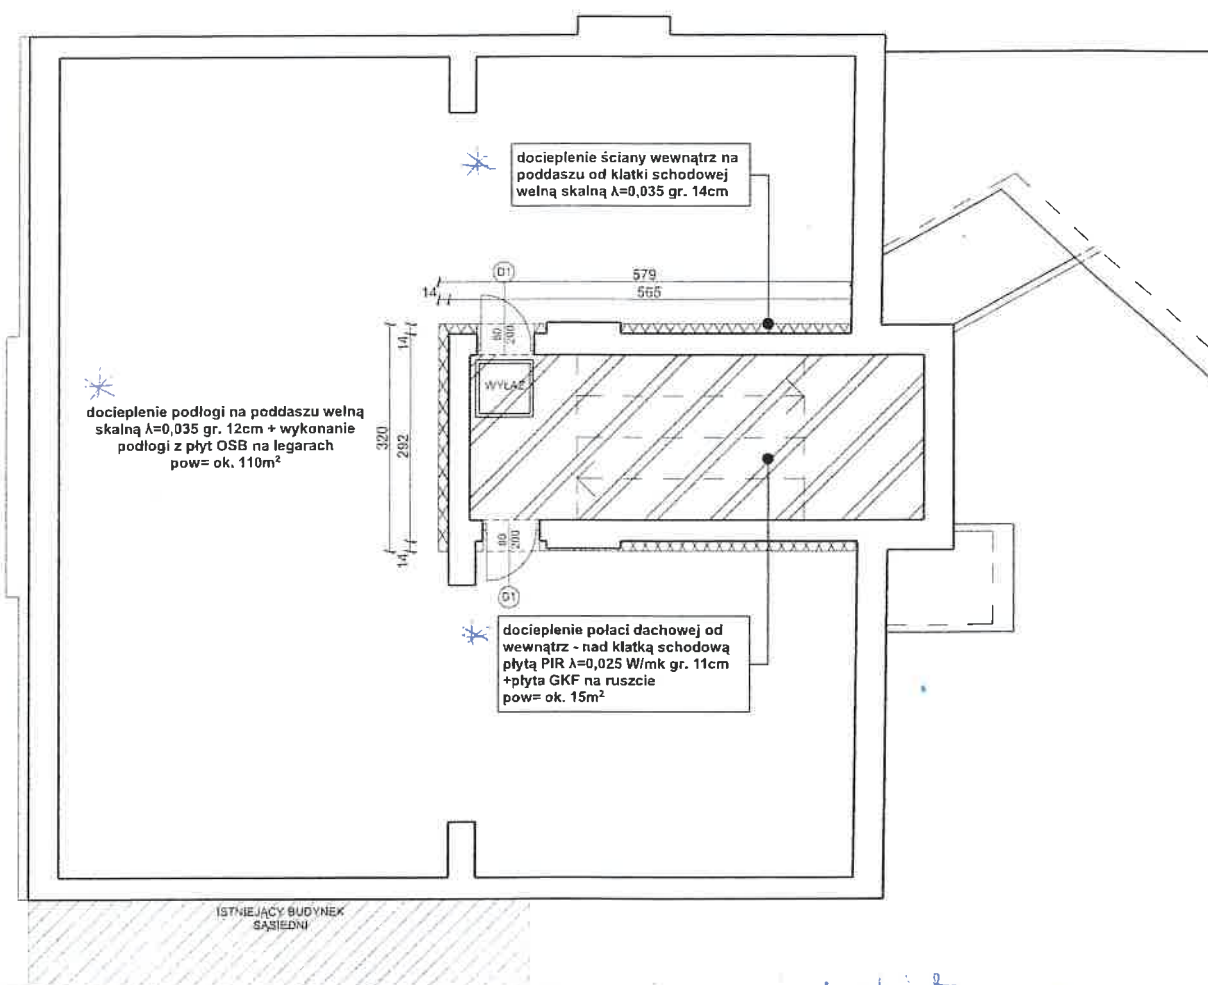 docieplenie ściany wewnątrz na
poddaszu od klatki schodowej
wełną skalną λ=0,035 gr. 14cm
D1
579
14
565
80
200
14
WYŁAZ
docieplenie podłogi na poddaszu wełną
skalną λ=0,035 gr. 12cm + wykonanie
podłogi z płyt OSB na legarach
pow= ok. 110m²
320
292
80
200
14
D1
docieplenie połaci dachowej od
wewnątrz - nad klatką schodową
płytą PIR λ=0,025 W/mk gr. 11cm
+płyta GKF na ruszcie
pow= ok. 15m²
ISTNIEJĄCY BUDYNEK
SĄSIEDNI